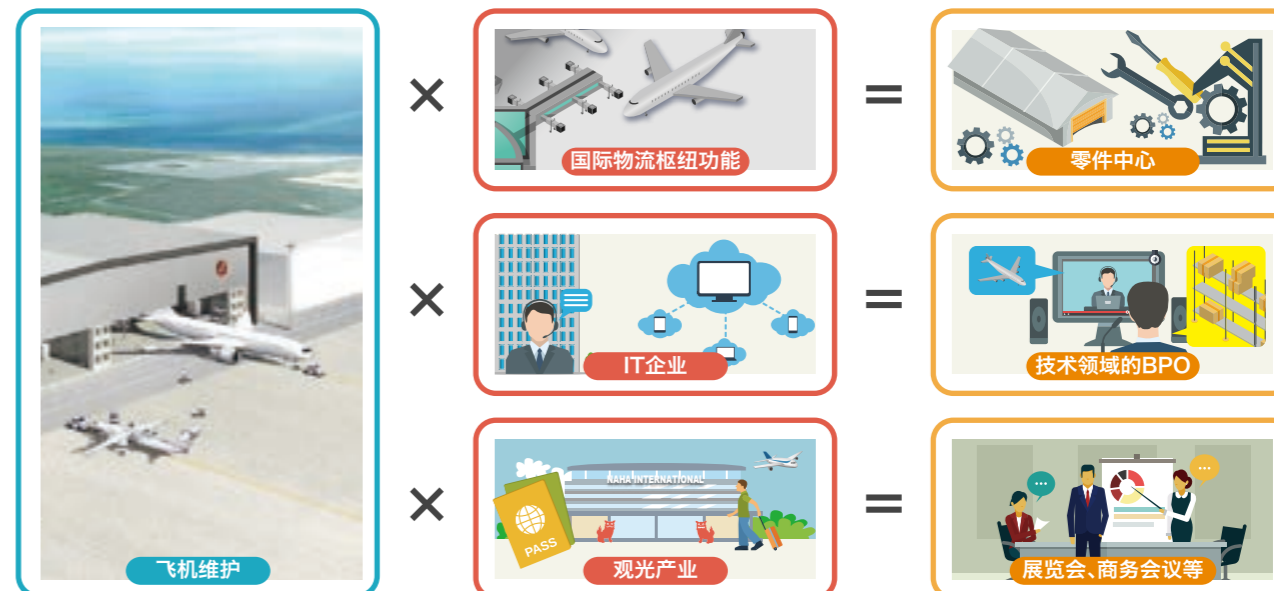 国际物流枢纽功能
零件中心
IT企业
技术领域的BPO
NAHA INTERNATIONAL
PASS
飞机维护
观光产业
展览会、商务会议等